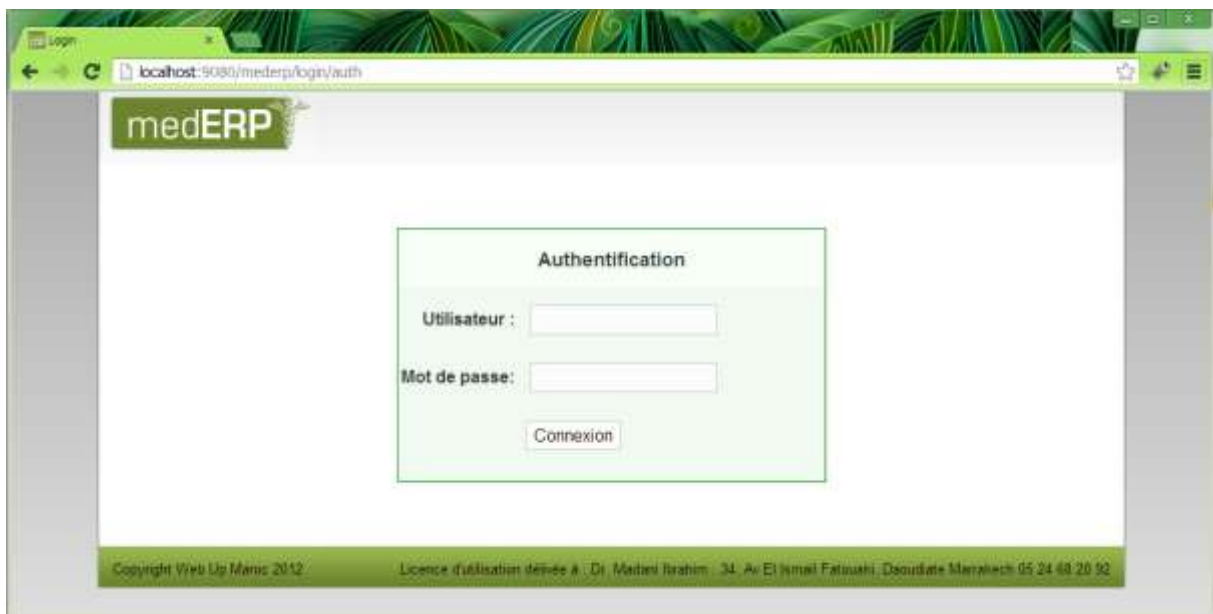 Login
localhost:9080/mederp/login/auth
medERP
Authentification
Utilisateur :
Mot de passe:
Connexion
Copyright Web Up Maroc 2012
Licence d'utilisation délivée à : Dr. Madani Ibrahim : 34, Av El Ismail Fatouaki, Daoudiate Marrakech 05 24 68 20 92